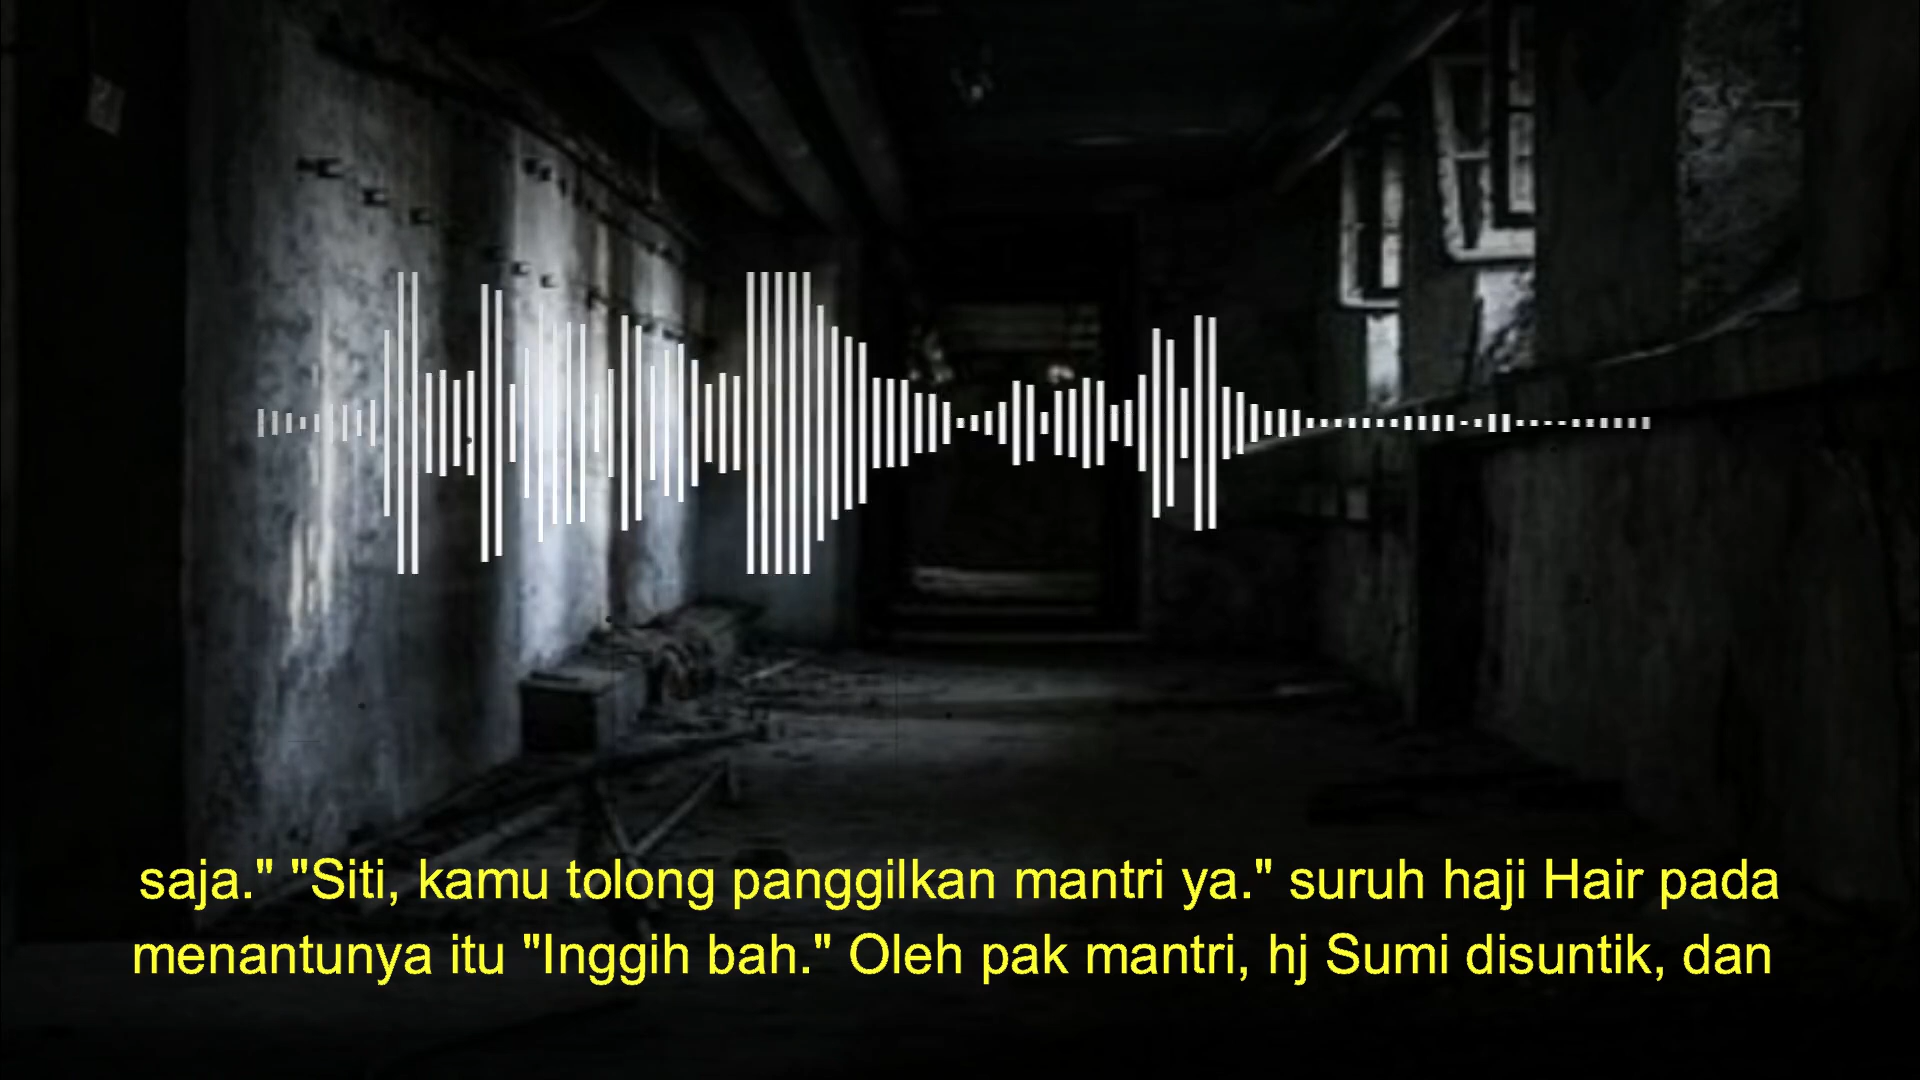 saja." "Siti, kamu tolong panggilkan mantri ya." suruh haji Hair pada
menantunya itu "Inggih bah." Oleh pak mantri, hj Sumi disuntik, dan